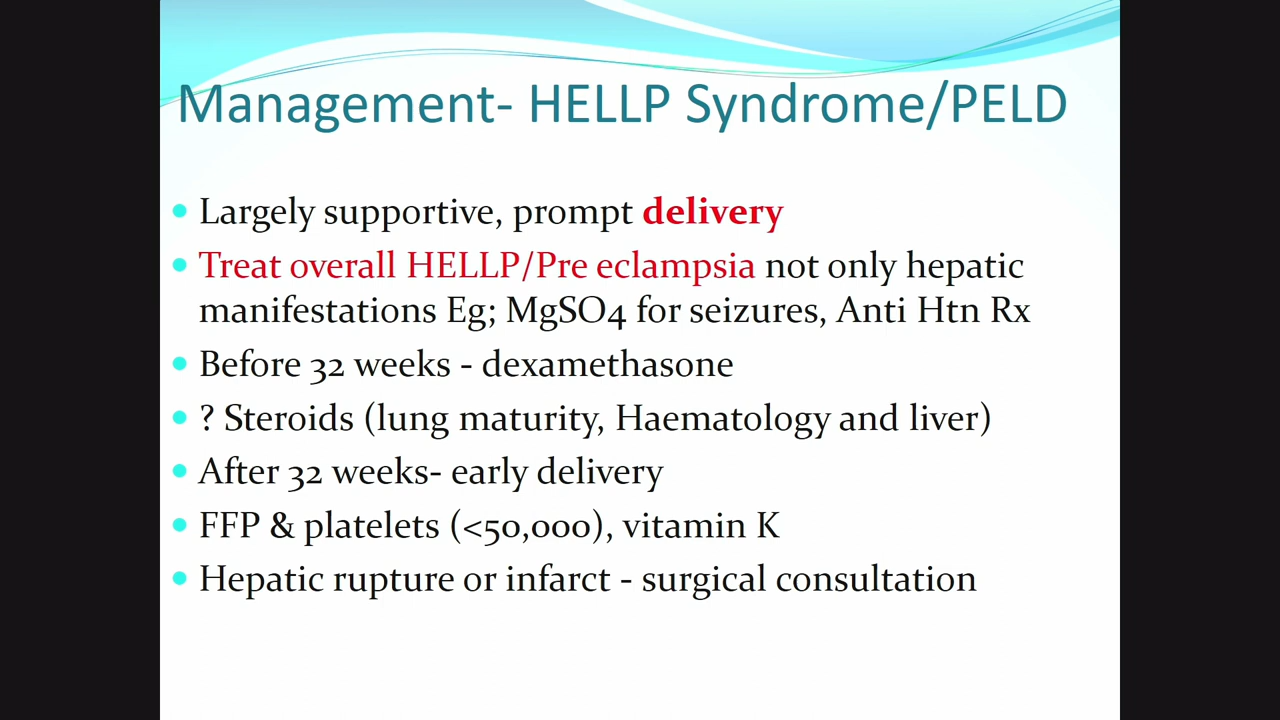 Management- HELLP Syndrome/PELD
• Largely supportive, prompt delivery
• Treat overall HELLP/Pre eclampsia not only hepatic
manifestations Eg; MgSO4 for seizures, Anti Htn Rx
• Before 32 weeks - dexamethasone
• ? Steroids (lung maturity, Haematology and liver)
• After 32 weeks- early delivery
• FFP & platelets (<50,000), vitamin K
• Hepatic rupture or infarct - surgical consultation